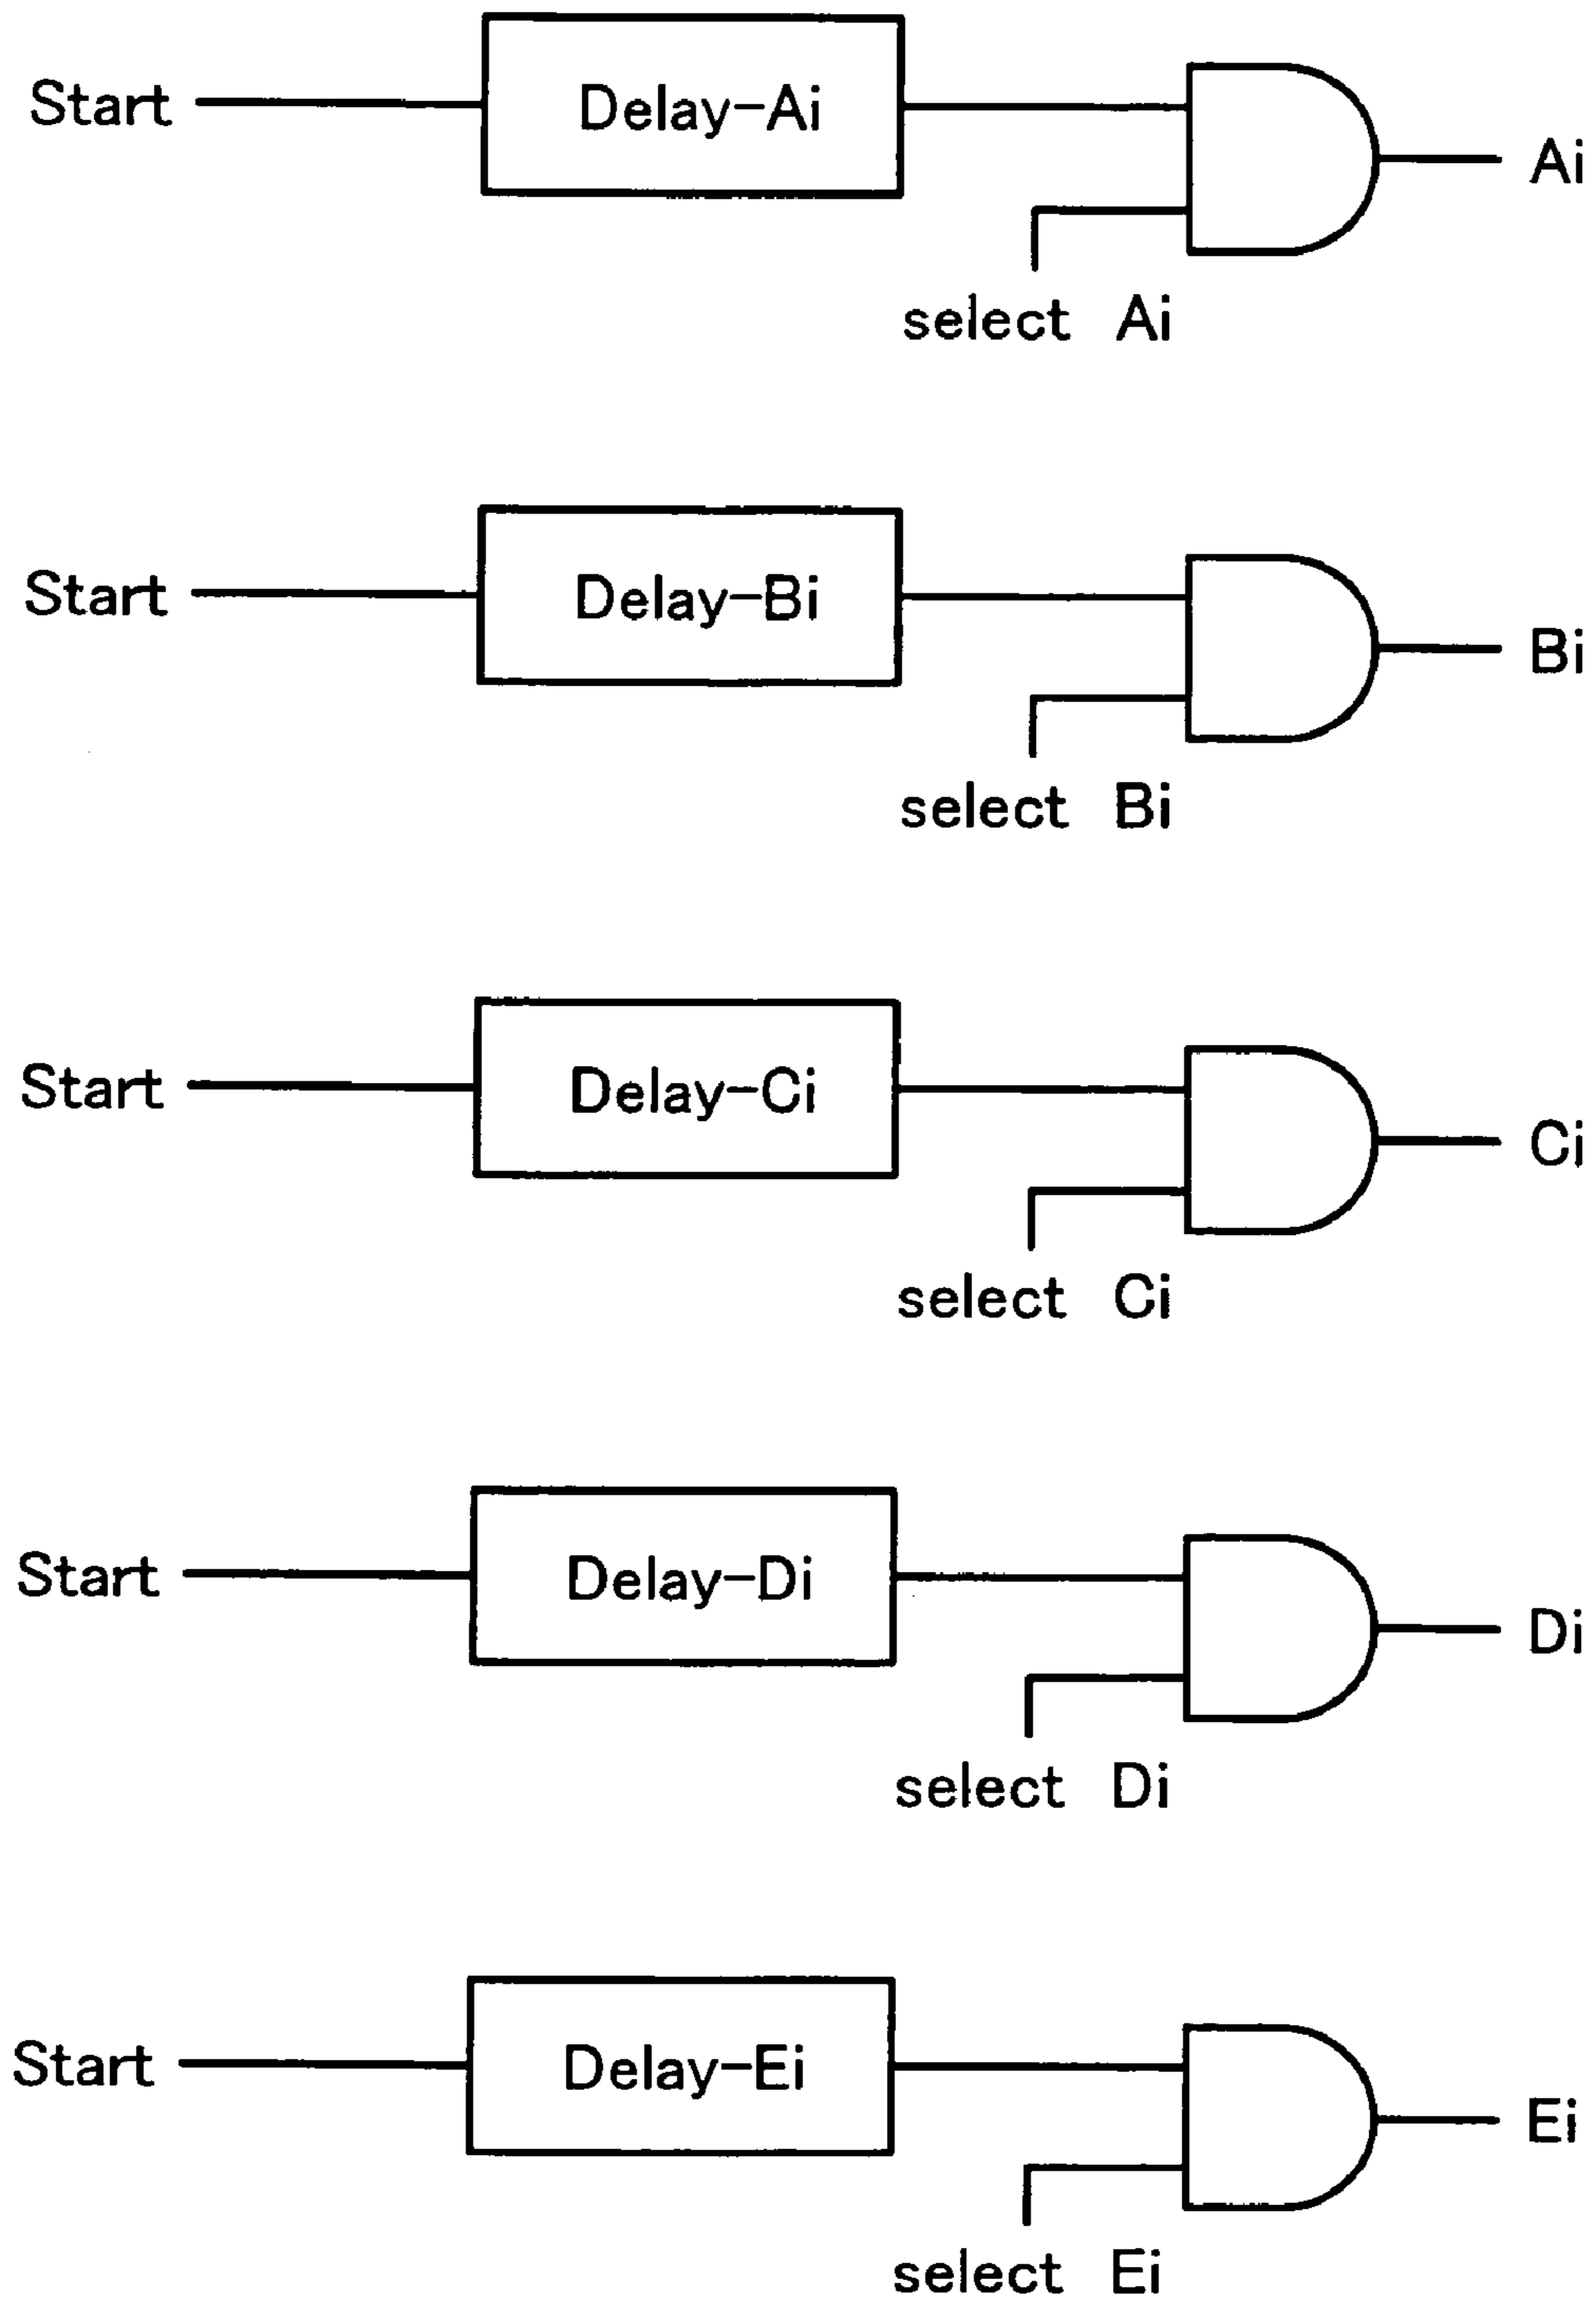 Start Delay-Ai Ai
select Ai
Start Delay-Bi Bi
select Bi
Start Delay-Ci Ci
select Ci
Start Delay-Di Di
select Di
Start Delay-Ei Ei
select Ei